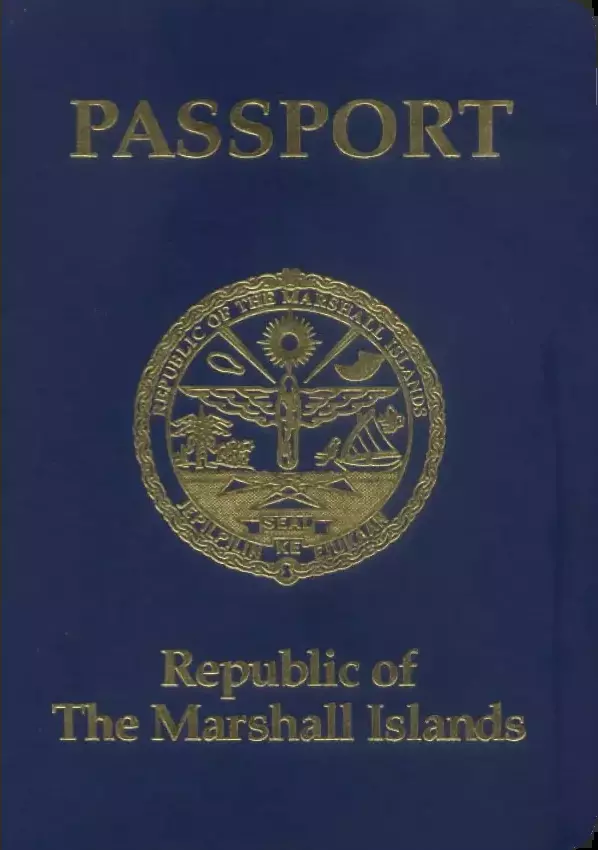 PASSPORT
REPUBLIC OF THE MARSHALL ISLANDS
SEAL
JEPILPILIN KE EJUKAAN
Republic of
The Marshall Islands